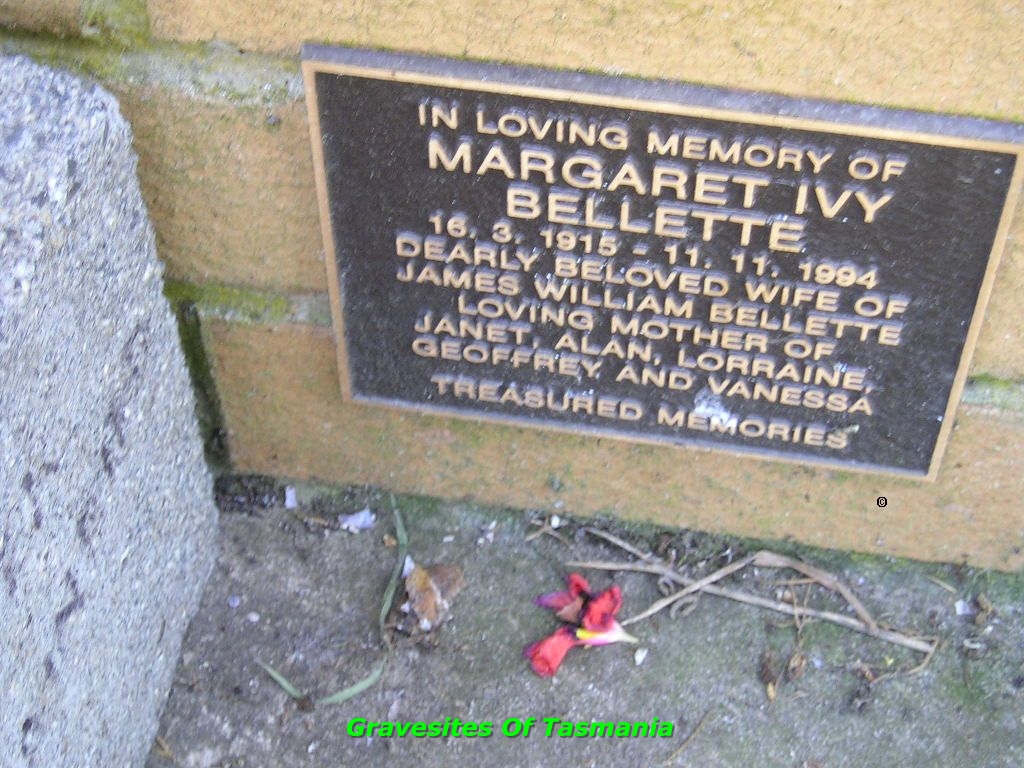 IN LOVING MEMORY OF
MARGARET IVY
BELLETTE
16. 3. 1915 - 11. 11. 1994
DEARLY BELOVED WIFE OF
JAMES WILLIAM BELLETTE
LOVING MOTHER OF
JANET, ALAN, LORRAINE,
GEOFFREY AND VANESSA
TREASURED MEMORIES
©
Gravesites Of Tasmania